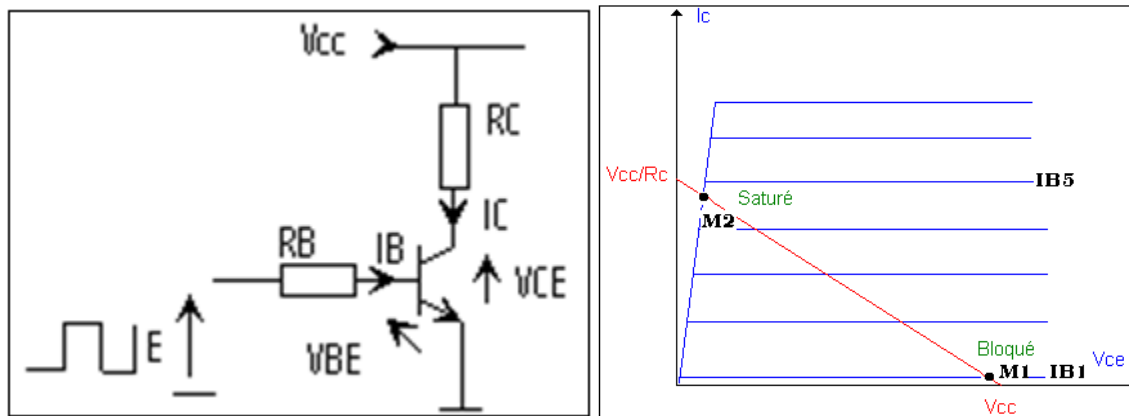 Vcc
RC
IC
RB
IB
VCE
E
VBE
Ic
Vcc/Rc
Saturé
IB5
M2
Bloqué
Vce
M1
IB1
Vcc